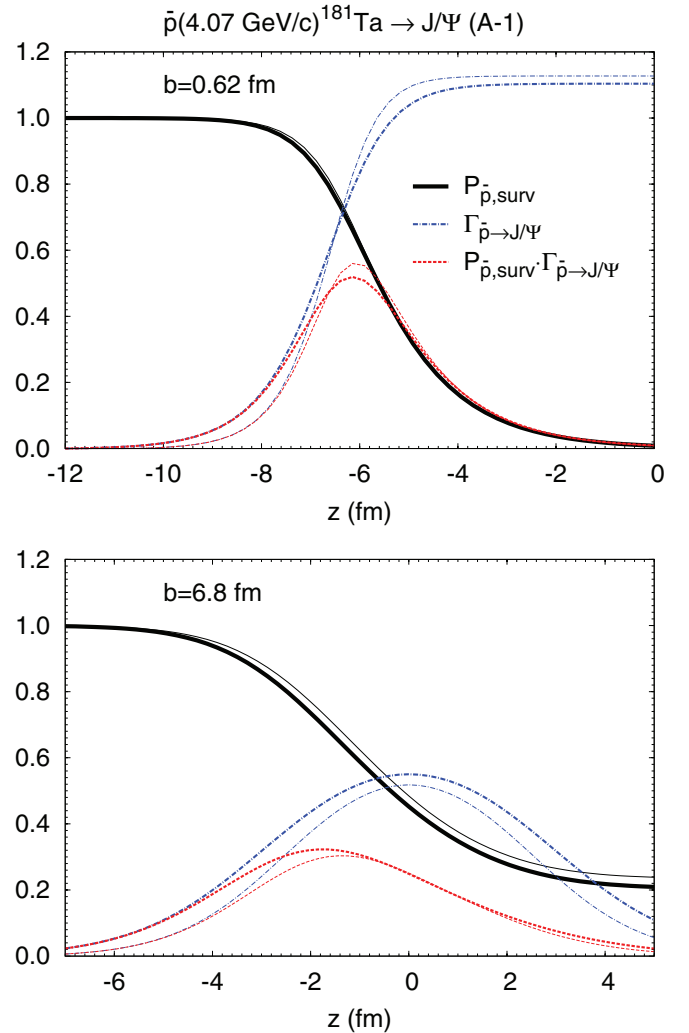 p̄(4.07 GeV/c)¹⁸¹Ta → J/Ψ (A-1)
1.2
b=0.62 fm
1.0
0.8
P_p̄,surv
Γ_p̄→J/Ψ
0.6
P_p̄,surv·Γ_p̄→J/Ψ
0.4
0.2
0.0
-12 -10 -8 -6 -4 -2 0
z (fm)
1.2
b=6.8 fm
1.0
0.8
0.6
0.4
0.2
0.0
-6 -4 -2 0 2 4
z (fm)